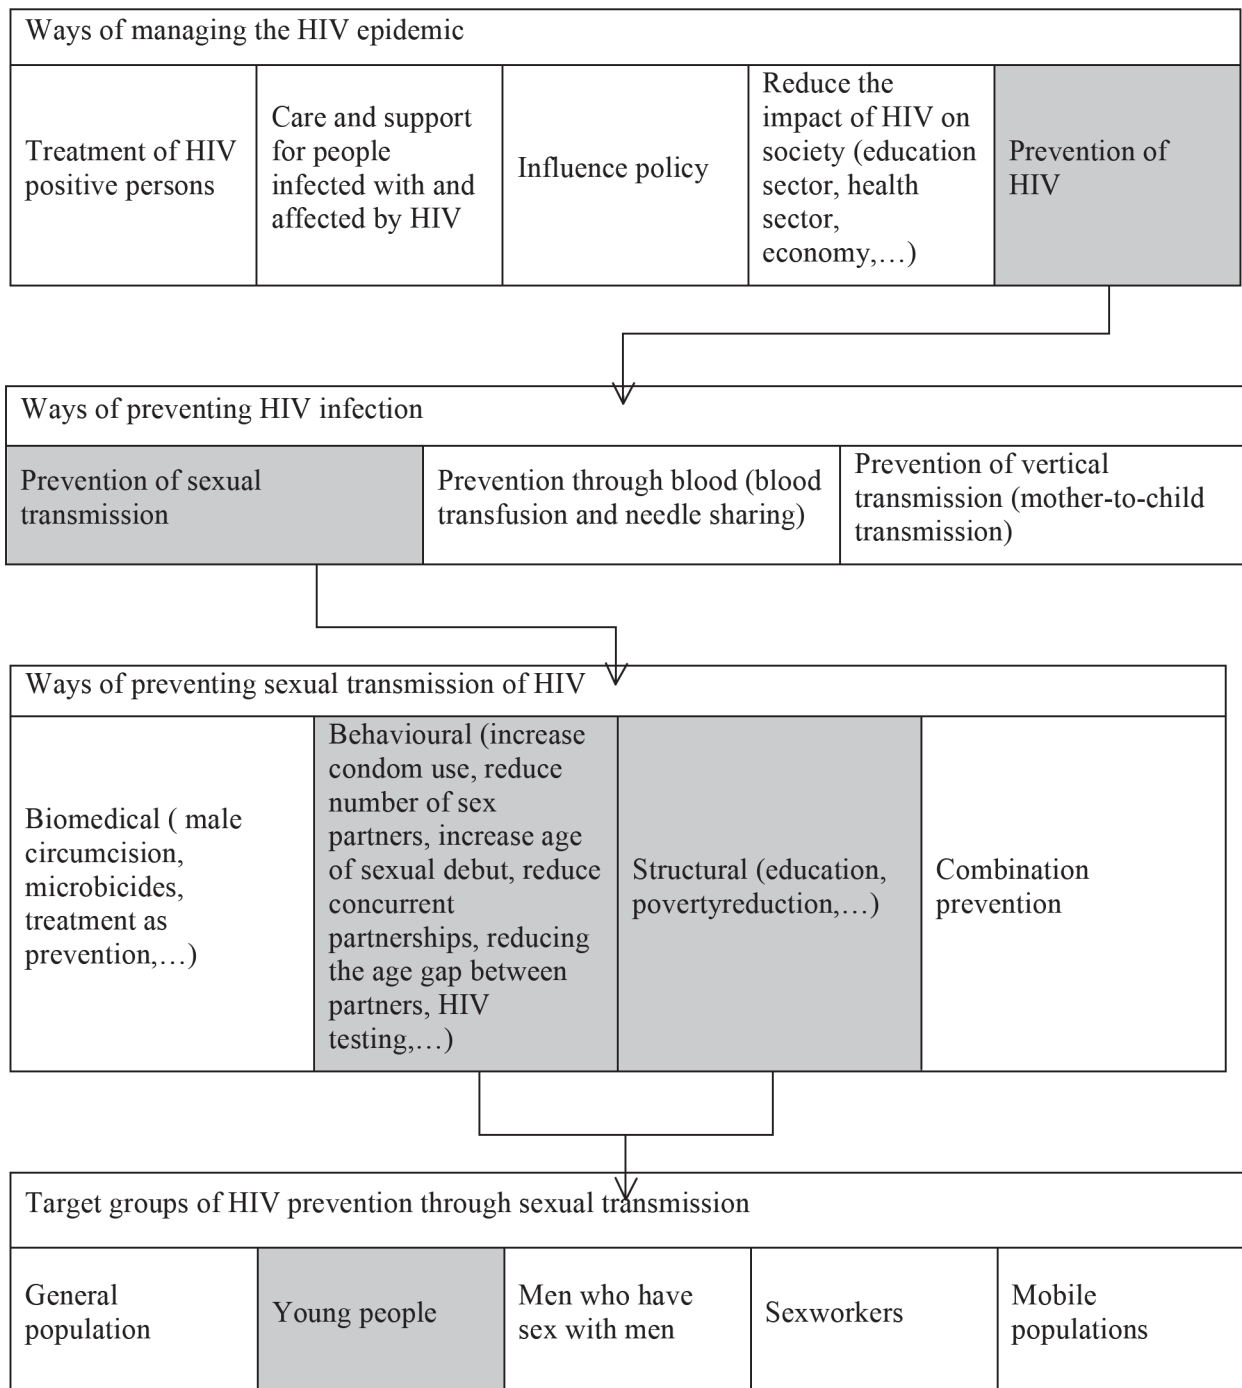 Ways of managing the HIV epidemic
Treatment of HIV
positive persons
Care and support
for people
infected with and
affected by HIV
Influence policy
Reduce the
impact of HIV on
society (education
sector, health
sector,
economy,…)
Prevention of
HIV
Ways of preventing HIV infection
Prevention of sexual
transmission
Prevention through blood (blood
transfusion and needle sharing)
Prevention of vertical
transmission (mother-to-child
transmission)
Ways of preventing sexual transmission of HIV
Biomedical ( male
circumcision,
microbicides,
treatment as
prevention,…)
Behavioural (increase
condom use, reduce
number of sex
partners, increase age
of sexual debut, reduce
concurrent
partnerships, reducing
the age gap between
partners, HIV
testing,…)
Structural (education,
povertyreduction,…)
Combination
prevention
Target groups of HIV prevention through sexual transmission
General
population
Young people
Men who have
sex with men
Sexworkers
Mobile
populations